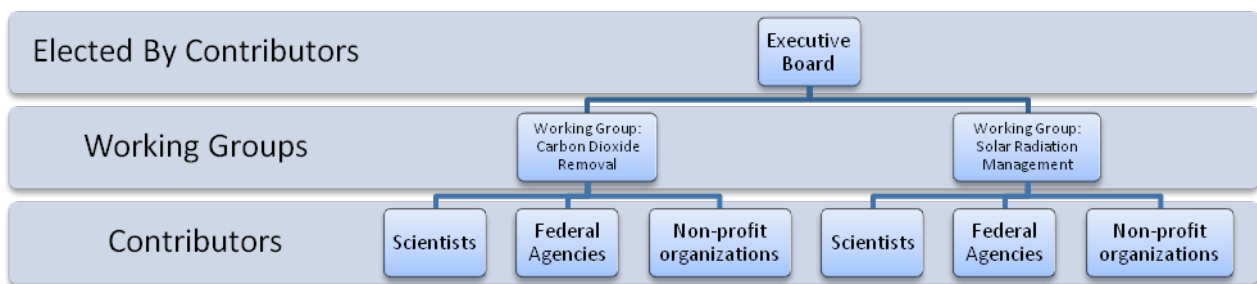 Elected By Contributors
Executive
Board
Working Groups
Working Group:
Carbon Dioxide
Removal
Working Group:
Solar Radiation
Management
Contributors
Scientists
Federal
Agencies
Non-profit
organizations
Scientists
Federal
Agencies
Non-profit
organizations